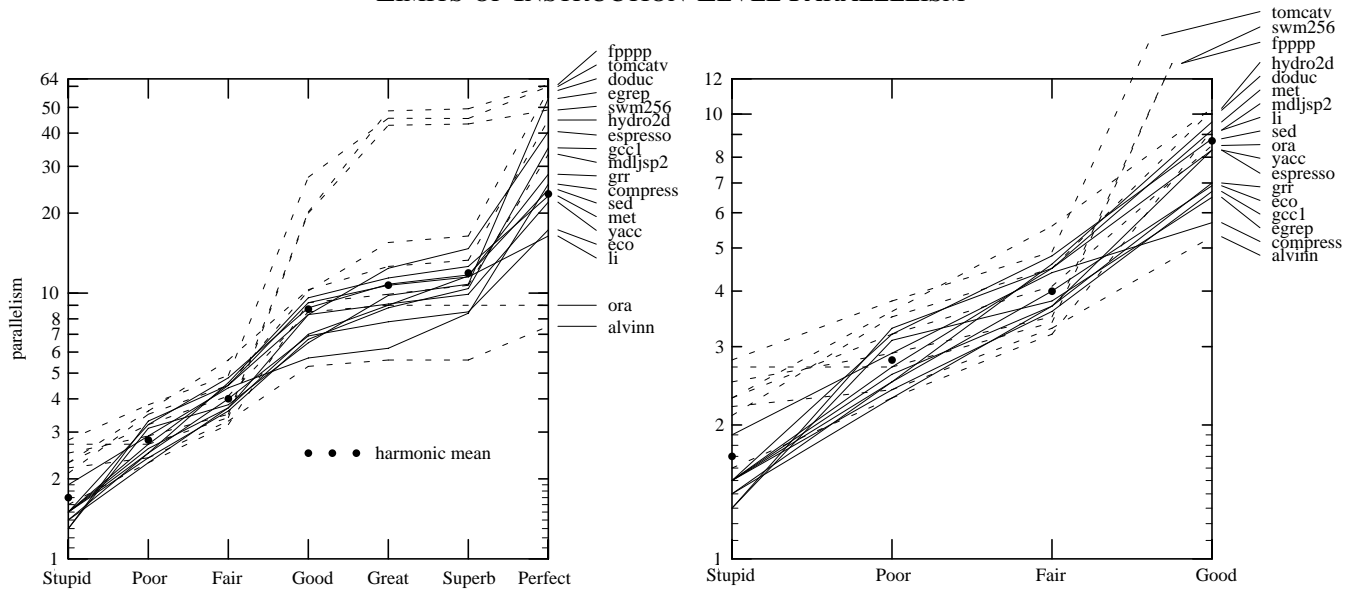 LIMITS OF INSTRUCTION-LEVEL PARALLELISM
parallelism
64
50
40
30
20
10
8
7
6
5
4
3
2
1
Stupid Poor Fair Good Great Superb Perfect
harmonic mean
fpppp
tomcatv
doduc
egrep
swm256
hydro2d
espresso
gcc1
mdljsp2
grr
compress
sed
met
yacc
eco
li
ora
alvinn
12
10
8
7
6
5
4
3
2
1
Stupid Poor Fair Good
tomcatv
swm256
fpppp
hydro2d
doduc
met
mdljsp2
li
sed
ora
yacc
espresso
grr
eco
gcc1
egrep
compress
alvinn